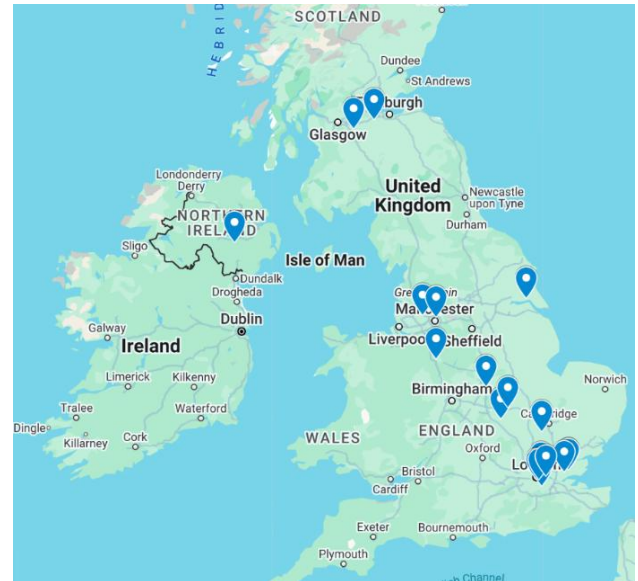 SCOTLAND
HEBRID
Dundee
St Andrews
burgh
Glasgow
Londonderry
Derry
NORTHERN
IRELAND
United
Kingdom
Newcastle
upon Tyne
Durham
Sligo
Isle of Man
Dundalk
Drogheda
Galway
Dublin
Ireland
Liverpoo
Sheffield
Limerick
Kilkenny
Birmingham
Norwich
Tralee
Waterford
Dingle
Killarney
Cork
WALES
ENGLAND
Oxford
Bristol
Cardiff
Exeter
Bournemouth
Plymouth